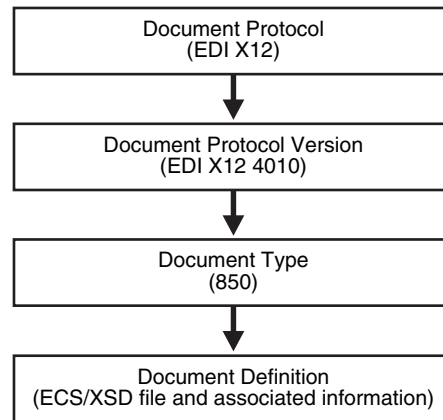 Document Protocol
(EDI X12)
Document Protocol Version
(EDI X12 4010)
Document Type
(850)
Document Definition
(ECS/XSD file and associated information)